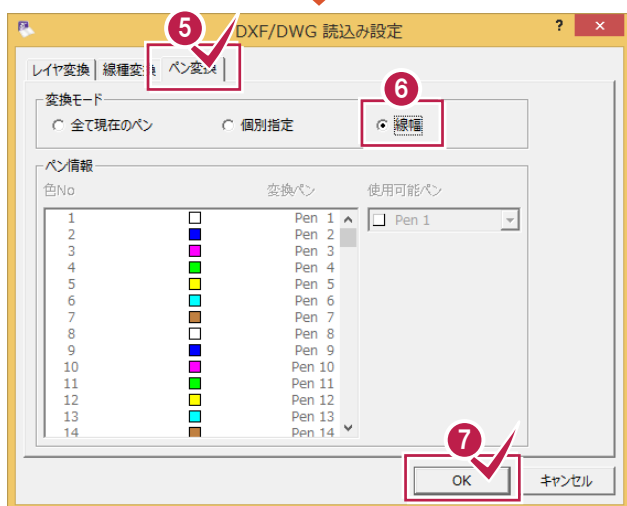 5
DXF/DWG 読込み設定
? ×
レイヤ変換 線種変 ペン変換
変換モード
全て現在のペン 個別指定 線幅
6
ペン情報
色No 変換ペン 使用可能ペン
1 Pen 1 Pen 1
2 Pen 2
3 Pen 3
4 Pen 4
5 Pen 5
6 Pen 6
7 Pen 7
8 Pen 8
9 Pen 9
10 Pen 10
11 Pen 11
12 Pen 12
13 Pen 13
14 Pen 14
7
OK キャンセル